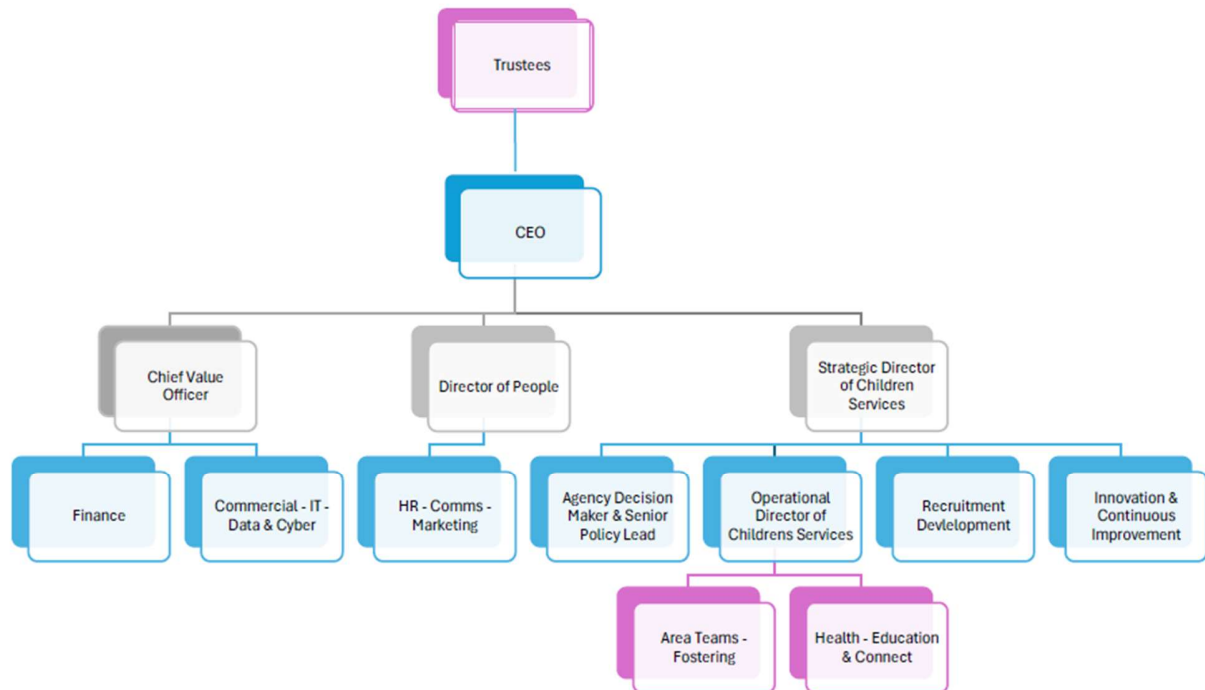 Trustees
CEO
Chief Value
Officer
Director of People
Strategic Director
of Children
Services
Finance
Commercial - IT -
Data & Cyber
HR - Comms -
Marketing
Agency Decision
Maker & Senior
Policy Lead
Operational
Director of
Childrens Services
Recruitment
Devlelopment
Innovation &
Continuous
Improvement
Area Teams -
Fostering
Health - Education
& Connect